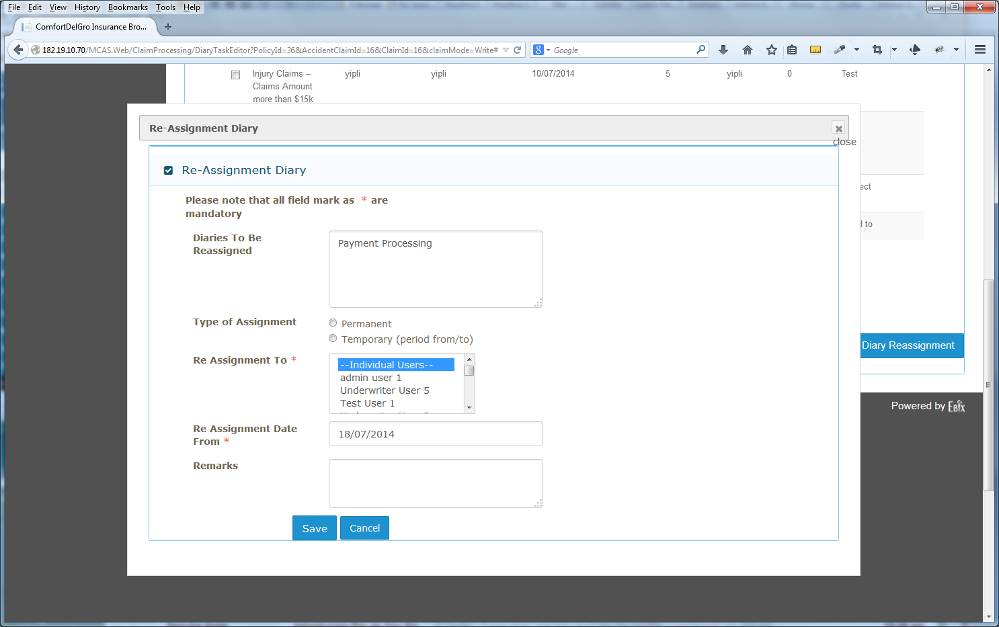 File Edit View History Bookmarks Tools Help
ComfortDelGro Insurance Bro...
182.19.10.70/MCAS.Web/ClaimProcessing/DiaryTaskEditor?PolicyId=36&AccidentClaimId=16&ClaimId=16&claimMode=Write#
Google
Injury Claims – yipli yipli 10/07/2014 5 yipli 0 Test
Claims Amount
more than $15k
Re-Assignment Diary
close
Re-Assignment Diary
Please note that all field mark as * are
mandatory
ect
l to
Diaries To Be
Reassigned
Payment Processing
Type of Assignment
Permanent
Temporary (period from/to)
Diary Reassignment
Re Assignment To *
--Individual Users--
admin user 1
Underwriter User 5
Test User 1
Powered by Ebix
Re Assignment Date
From *
18/07/2014
Remarks
Save Cancel